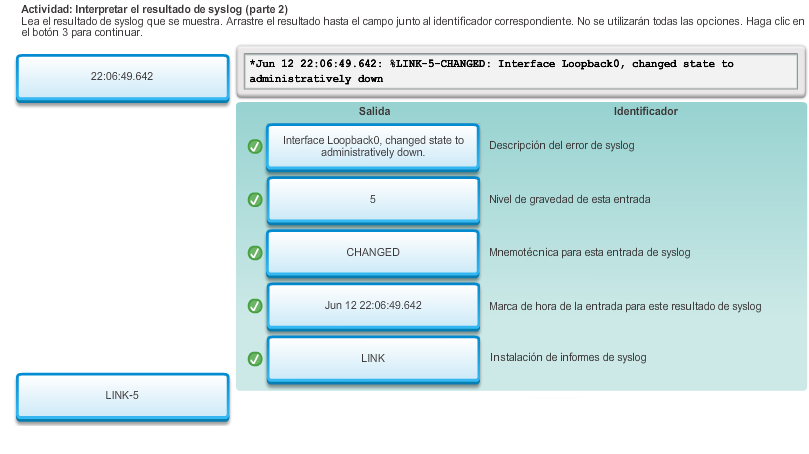 Actividad: Interpretar el resultado de syslog (parte 2)
Lea el resultado de syslog que se muestra. Arrastre el resultado hasta el campo junto al identificador correspondiente. No se utilizarán todas las opciones. Haga clic en
el botón 3 para continuar.
22:06:49.642
*Jun 12 22:06:49.642: %LINK-5-CHANGED: Interface Loopback0, changed state to
administratively down
Salida Identificador
Interface Loopback0, changed state to
administratively down.
Descripción del error de syslog
5 Nivel de gravedad de esta entrada
CHANGED Mnemotécnica para esta entrada de syslog
Jun 12 22:06:49.642 Marca de hora de la entrada para este resultado de syslog
LINK Instalación de informes de syslog
LINK-5